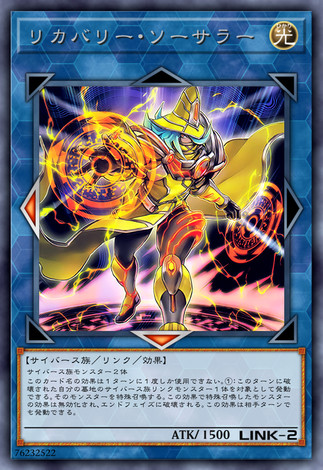 リカバリー・ソーサラー
光
【サイバース族/リンク/効果】
サイバース族モンスター2体
このカード名の効果は1ターンに1度しか使用できない。①:このターンに破
壊された自分の墓地のサイバース族リンクモンスター1体を対象として発動
できる。そのモンスターを特殊召喚する。この効果で特殊召喚したモンスター
の効果は無効化され、エンドフェイズに破壊される。この効果は相手ターンで
も発動できる。
ATK/1500 LINK-2
76232522